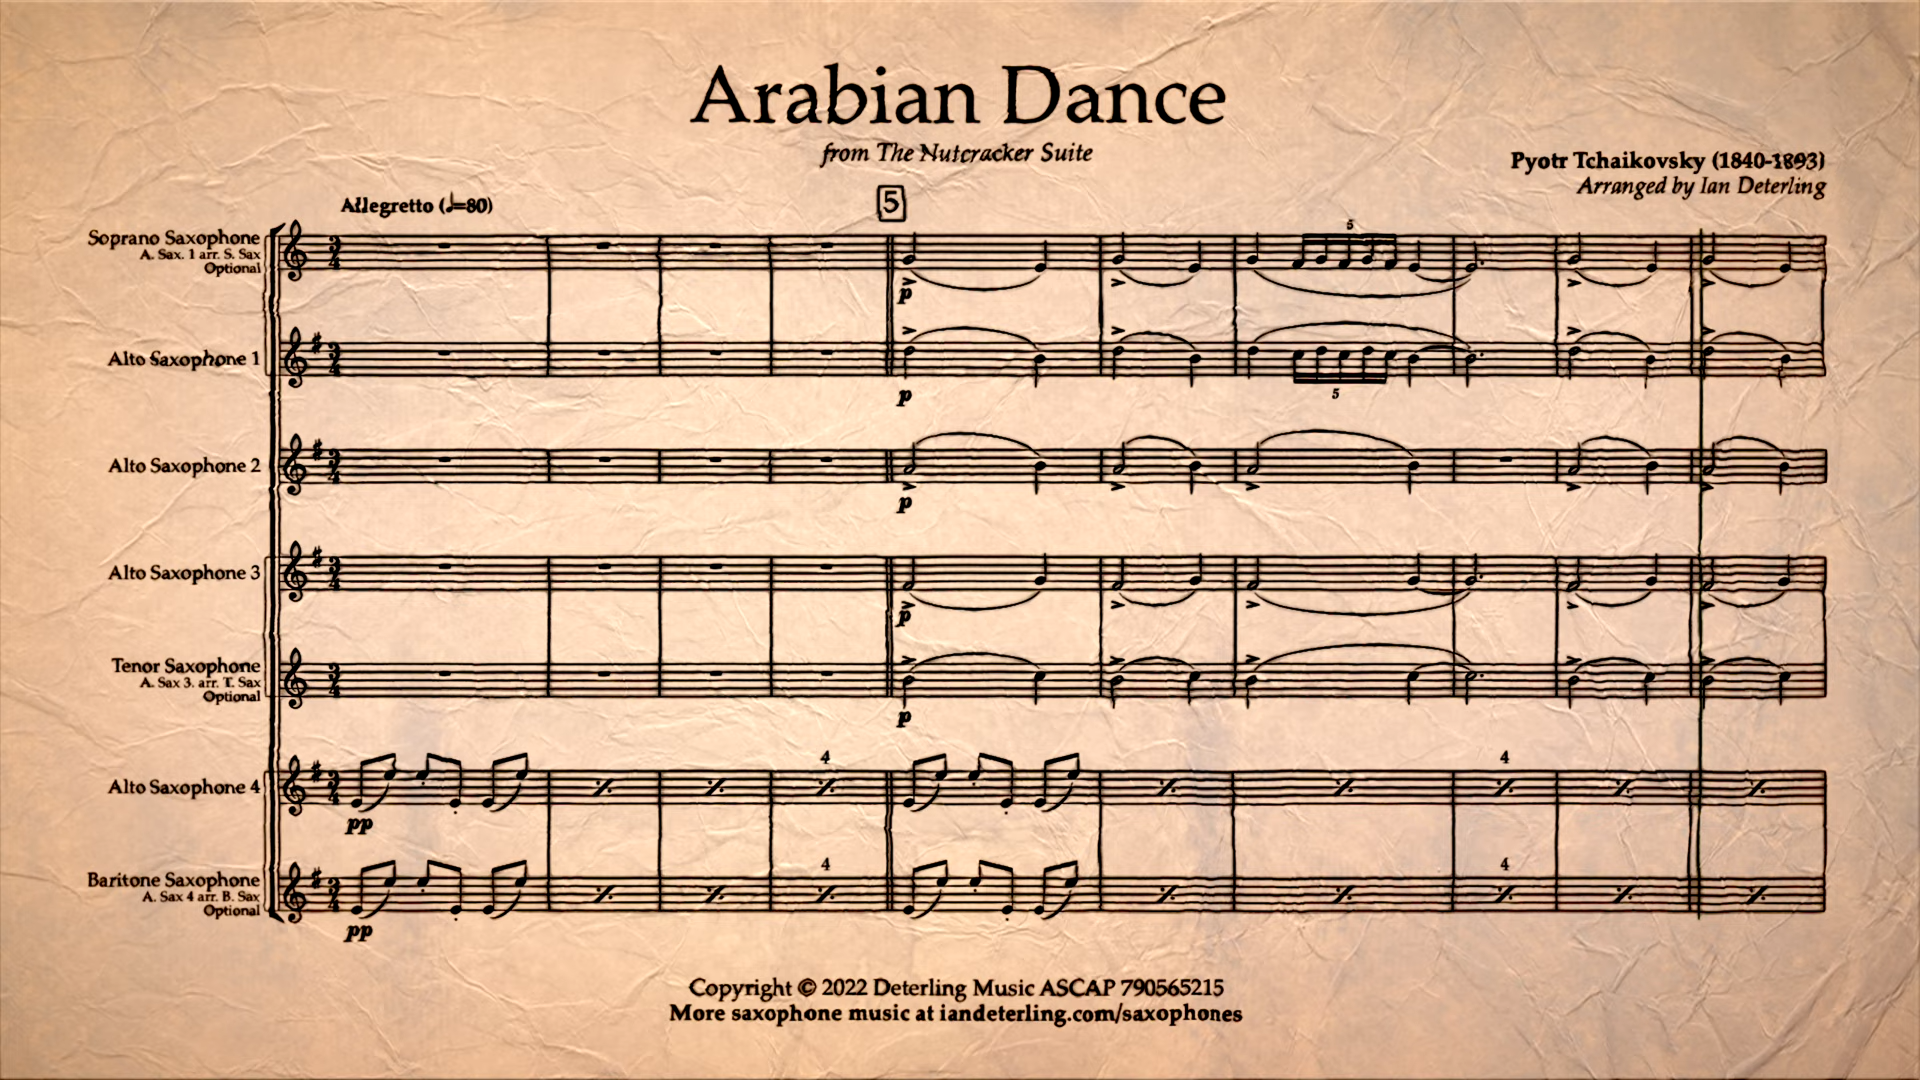 Arabian Dance
from The Nutcracker Suite
Pyotr Tchaikovsky (1840-1893)
Arranged by Ian Deterling
Allegretto (♩=80)
5
Soprano Saxophone
A. Sax. 1 arr. S. Sax
Optional
5
p
Alto Saxophone 1
p
5
Alto Saxophone 2
p
Alto Saxophone 3
p
Tenor Saxophone
A. Sax 3. arr. T. Sax
Optional
p
4
4
Alto Saxophone 4
pp
4
4
Baritone Saxophone
A. Sax 4 arr. B. Sax
Optional
pp
Copyright © 2022 Deterling Music ASCAP 790565215
More saxophone music at iandeterling.com/saxophones